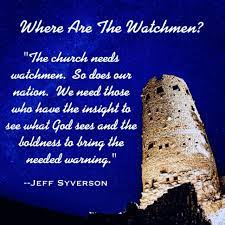 Where Are The Watchmen?
"The church needs
watchmen. So does our
nation. We need those
who have the insight to
see what God sees and the
boldness to bring the
needed warning."
--Jeff Syverson